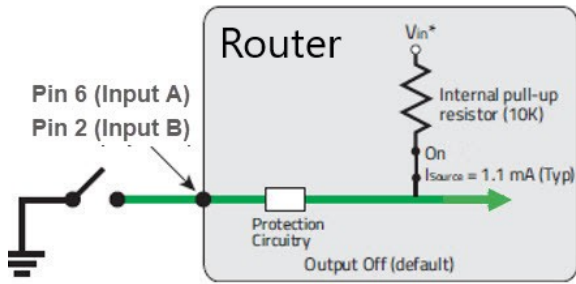 Router
Vin*
Pin 6 (Input A)
Pin 2 (Input B)
Internal pull-up
resistor (10K)
On
Isource = 1.1 mA (Typ)
Protection
Circuitry
Output Off (default)